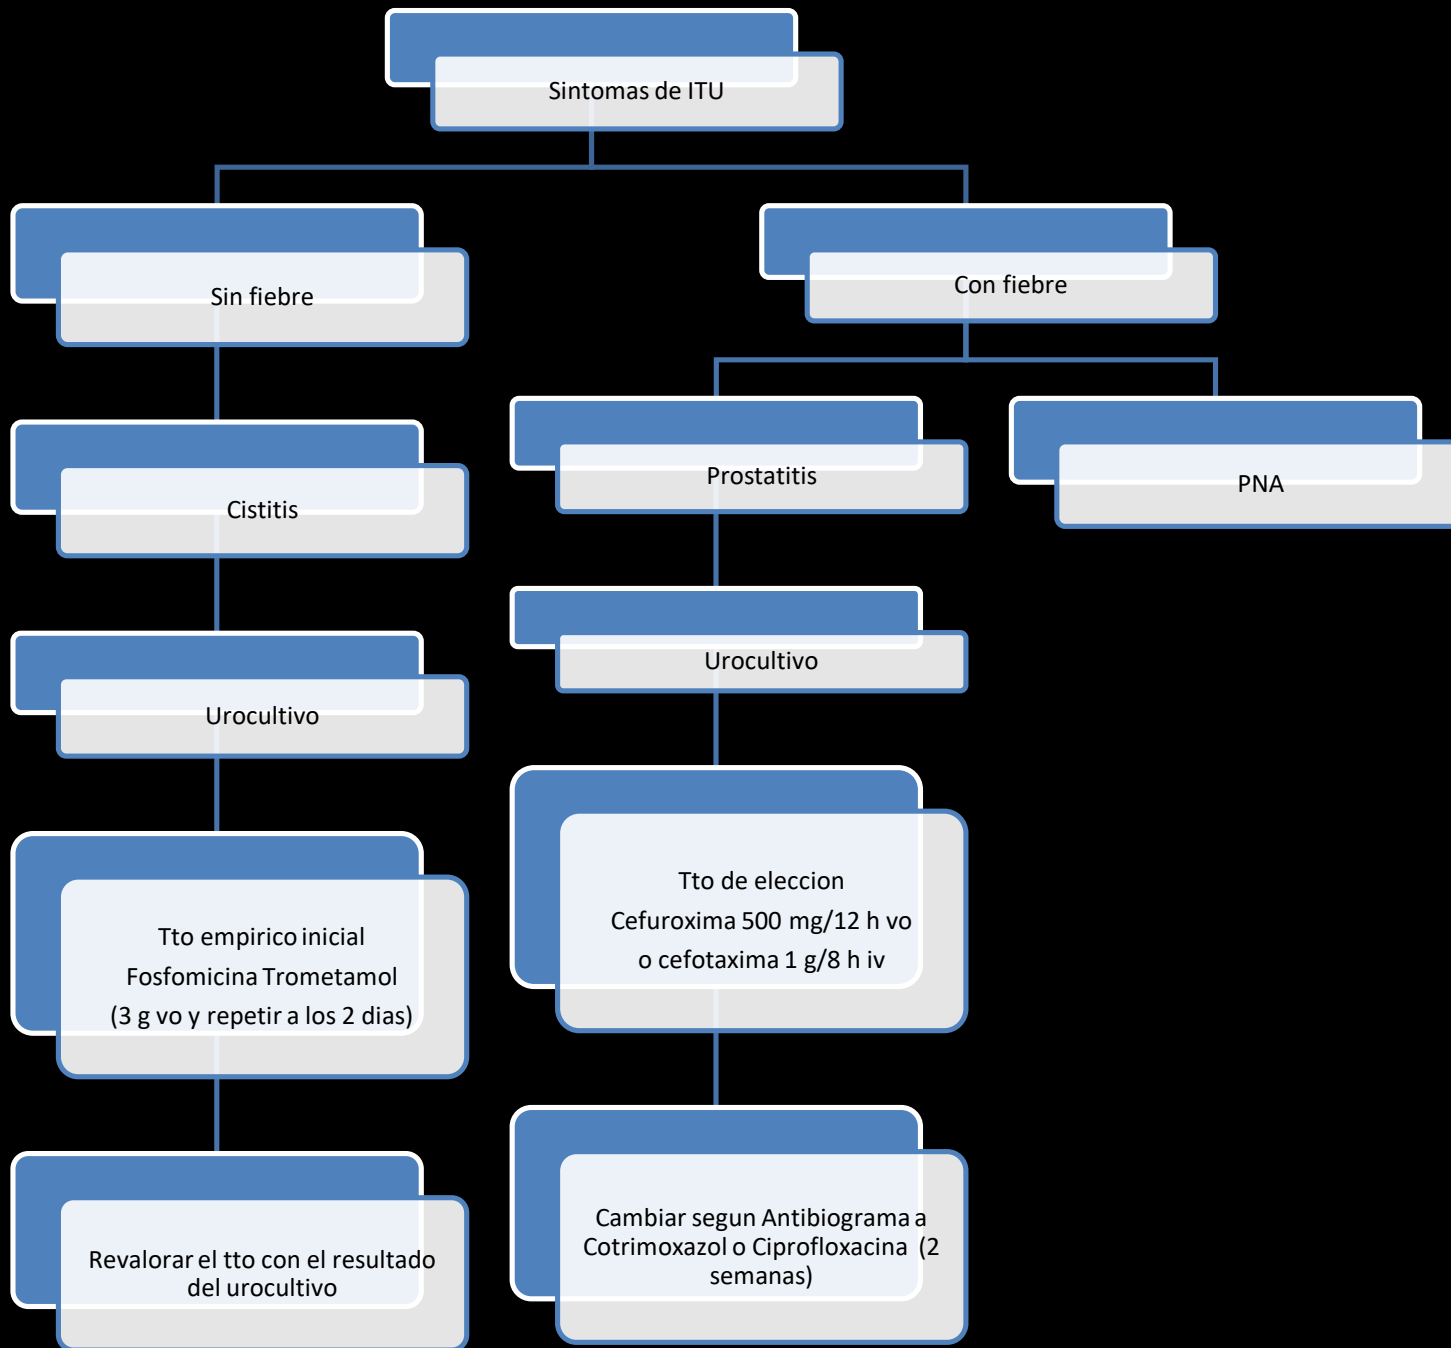 Sintomas de ITU
Sin fiebre
Con fiebre
Cistitis
Prostatitis
PNA
Urocultivo
Urocultivo
Tto empirico inicial
Fosfomicina Trometamol
(3 g vo y repetir a los 2 dias)
Tto de eleccion
Cefuroxima 500 mg/12 h vo
o cefotaxima 1 g/8 h iv
Revalorar el tto con el resultado
del urocultivo
Cambiar segun Antibiograma a
Cotrimoxazol o Ciprofloxacina (2
semanas)